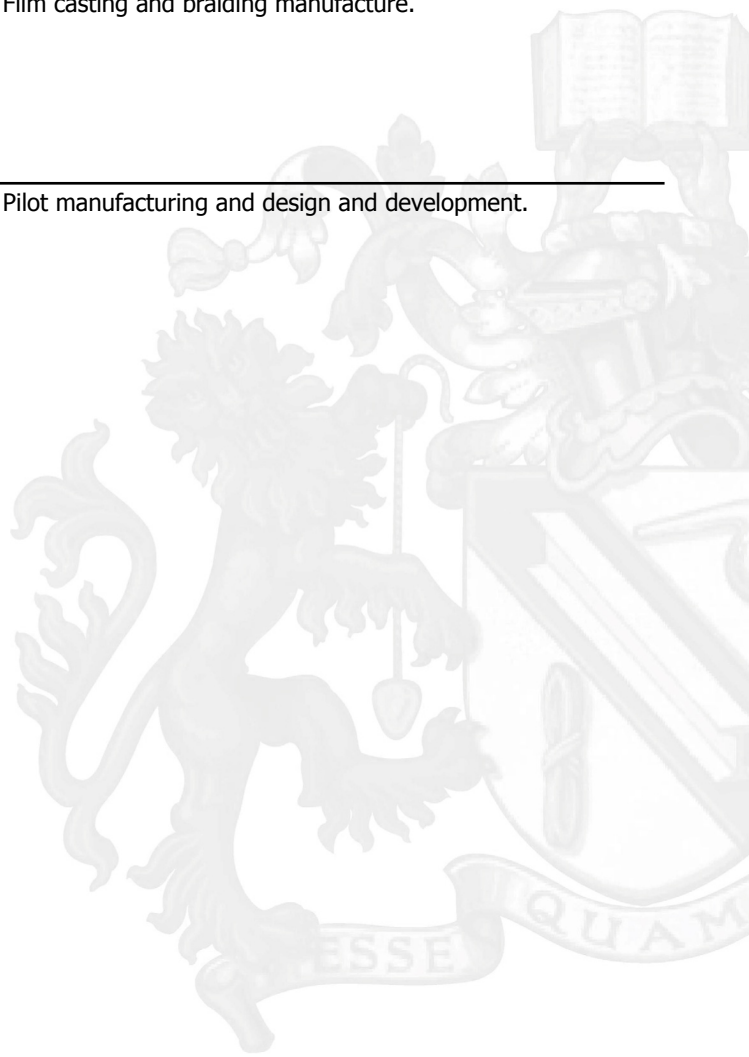 Film casting and braiding manufacture.
Pilot manufacturing and design and development.
ESSE
QUAM